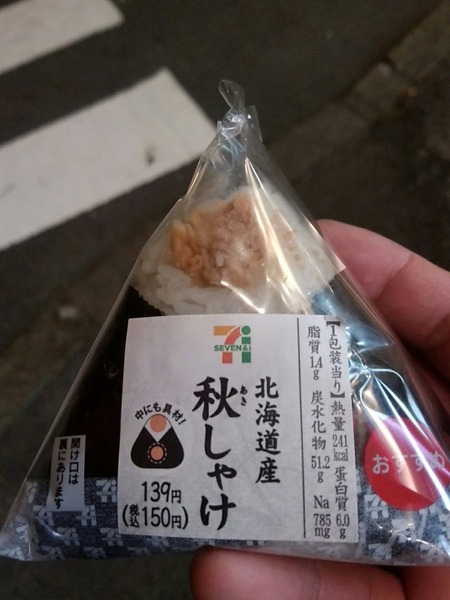 SEVEN&i
北海道産
秋しゃけ
あき
中にも具材!
139円
(税込150円)
【1包装当り】熱量241kcal 蛋白質6.0g
脂質1.4g 炭水化物51.2g Na785mg
おすすめ
開け口は
裏にあります